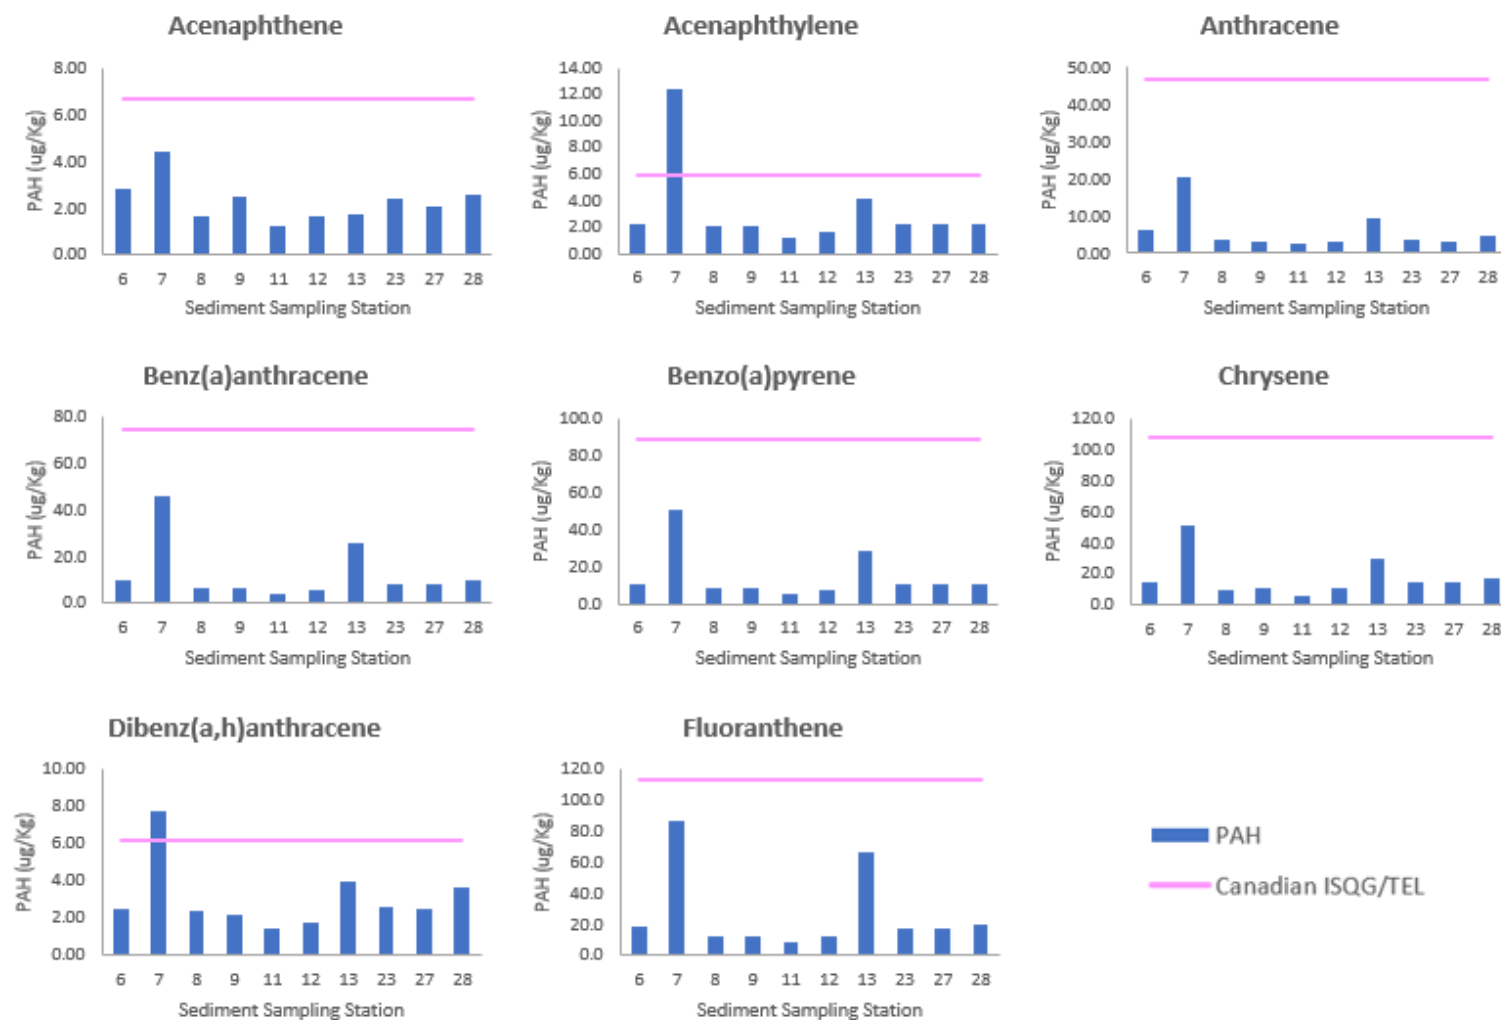 Acenaphthene
8.00
6.00
4.00
2.00
0.00
PAH (ug/Kg)
6 7 8 9 11 12 13 23 27 28
Sediment Sampling Station
Acenaphthylene
14.00
12.00
10.00
8.00
6.00
4.00
2.00
0.00
PAH (ug/Kg)
6 7 8 9 11 12 13 23 27 28
Sediment Sampling Station
Anthracene
50.00
40.00
30.00
20.00
10.00
0.00
PAH (ug/Kg)
6 7 8 9 11 12 13 23 27 28
Sediment Sampling Station
Benz(a)anthracene
80.0
60.0
40.0
20.0
0.0
PAH (ug/Kg)
6 7 8 9 11 12 13 23 27 28
Sediment Sampling Station
Benzo(a)pyrene
100.0
80.0
60.0
40.0
20.0
0.0
PAH (ug/Kg)
6 7 8 9 11 12 13 23 27 28
Sediment Sampling Station
Chrysene
120.0
100.0
80.0
60.0
40.0
20.0
0.0
PAH (ug/Kg)
6 7 8 9 11 12 13 23 27 28
Sediment Sampling Station
Dibenz(a,h)anthracene
10.00
8.00
6.00
4.00
2.00
0.00
PAH (ug/Kg)
6 7 8 9 11 12 13 23 27 28
Sediment Sampling Station
Fluoranthene
120.0
100.0
80.0
60.0
40.0
20.0
0.0
PAH (ug/Kg)
6 7 8 9 11 12 13 23 27 28
Sediment Sampling Station
PAH
Canadian ISQG/TEL